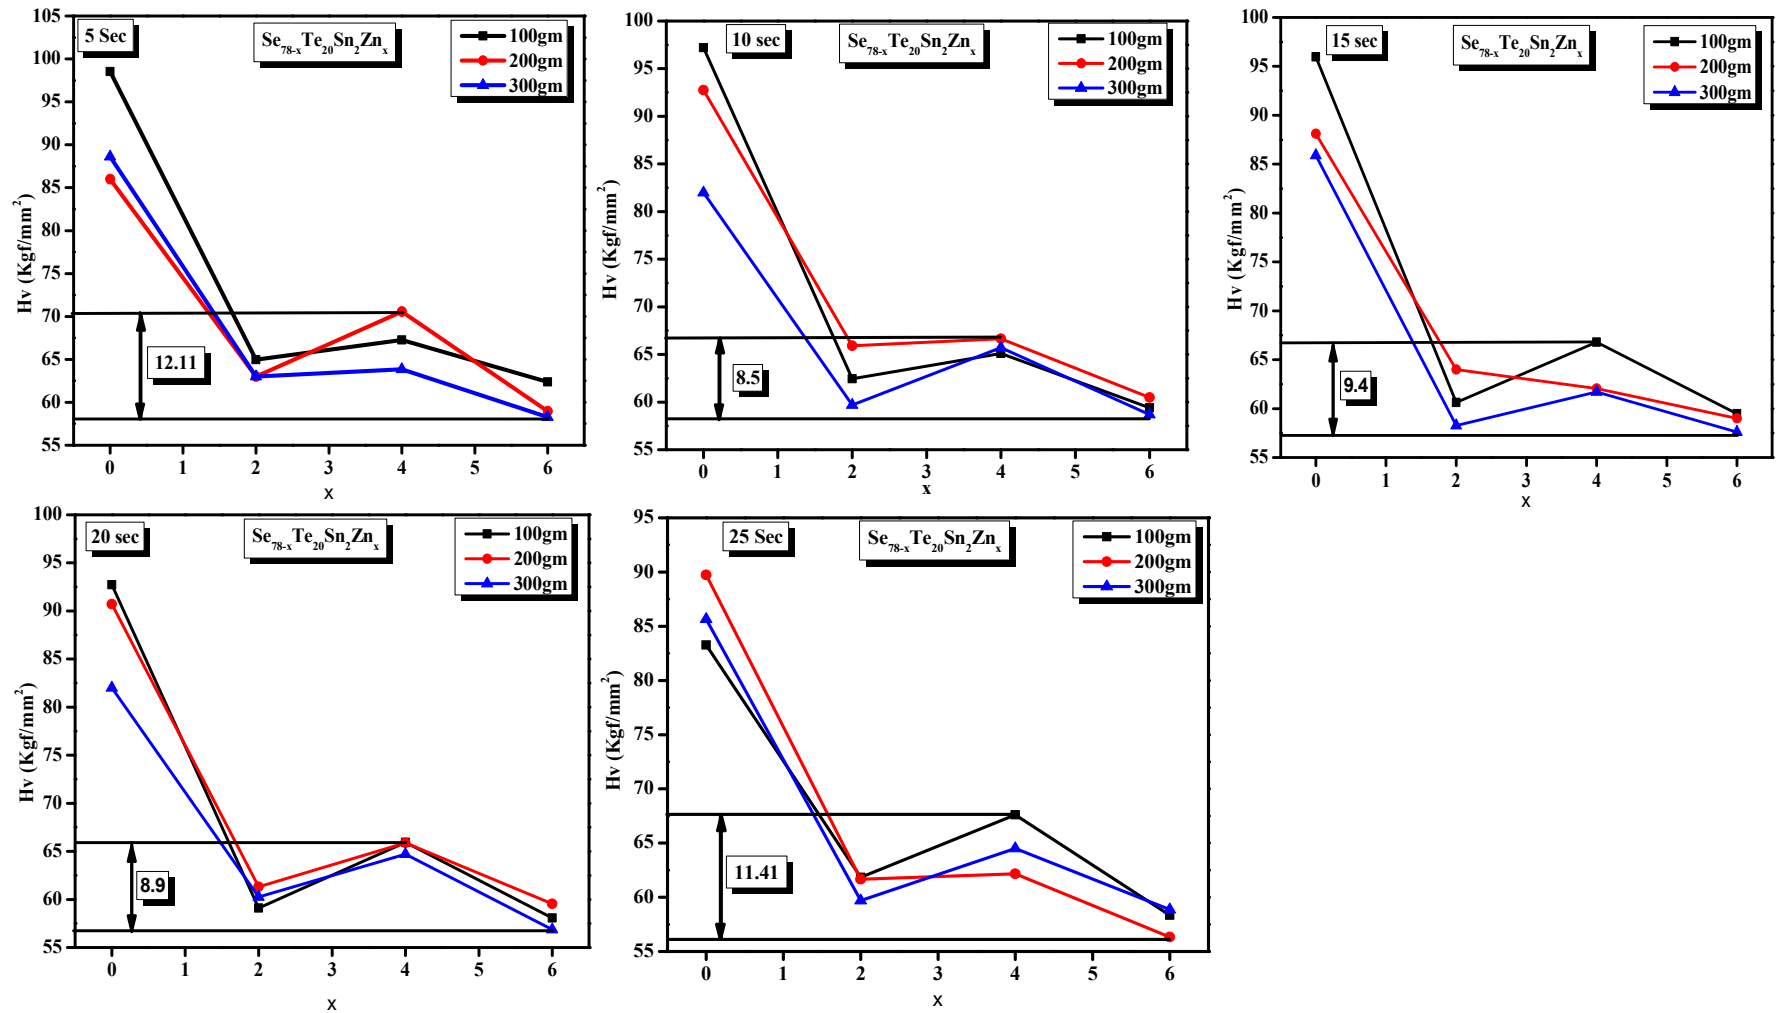 5 Sec
Se78-xTe20Sn2Znx
100gm
200gm
300gm
Hv (Kgf/mm2)
105
100
95
90
85
80
75
70
65
60
55
12.11
0 1 2 3 4 5 6
x
10 sec
Se78-xTe20Sn2Znx
100gm
200gm
300gm
Hv (Kgf/mm2)
100
95
90
85
80
75
70
65
60
55
8.5
0 1 2 3 4 5 6
x
15 sec
Se78-xTe20Sn2Znx
100gm
200gm
300gm
Hv (Kgf/mm2)
100
95
90
85
80
75
70
65
60
55
9.4
0 1 2 3 4 5 6
x
20 sec
Se78-xTe20Sn2Znx
100gm
200gm
300gm
Hv (Kgf/mm2)
100
95
90
85
80
75
70
65
60
55
8.9
0 1 2 3 4 5 6
x
25 Sec
Se78-xTe20Sn2Znx
100gm
200gm
300gm
Hv (Kgf/mm2)
95
90
85
80
75
70
65
60
55
11.41
0 1 2 3 4 5 6
x